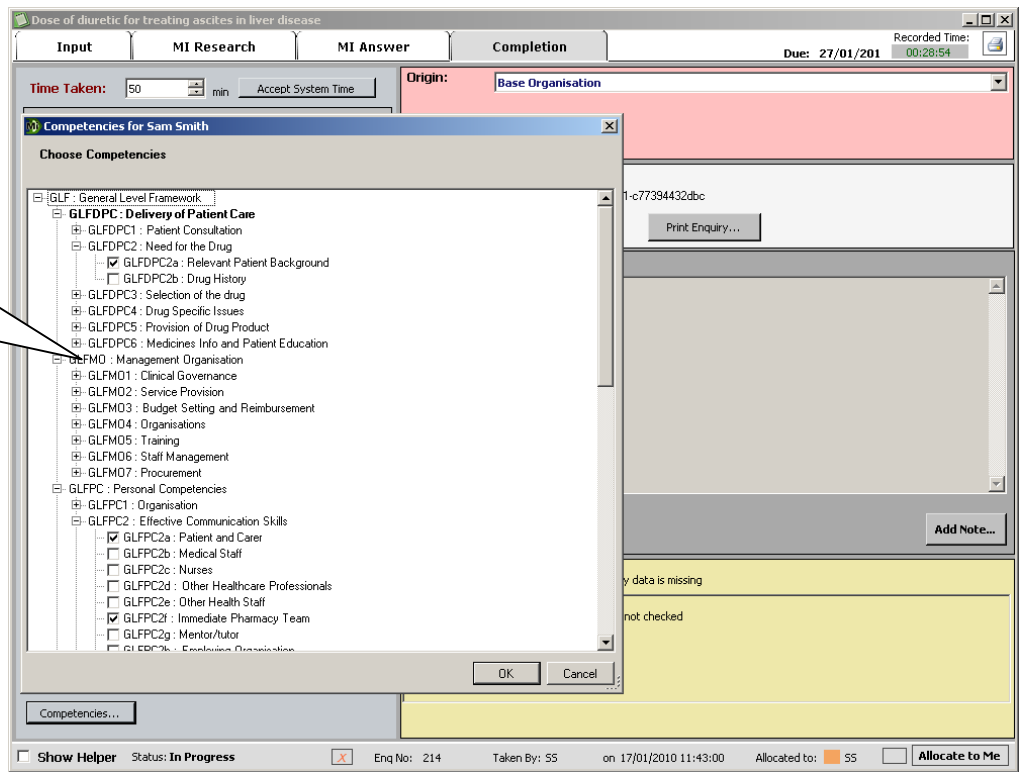 Dose of diuretic for treating ascites in liver disease
Input
MI Research
MI Answer
Completion
Due: 27/01/201
Recorded Time:
00:28:54
Time Taken:
50
min
Accept System Time
Origin:
Base Organisation
Competencies for Sam Smith
Choose Competencies
GLF : General Level Framework
GLFDPC : Delivery of Patient Care
GLFDPC1 : Patient Consultation
GLFDPC2 : Need for the Drug
GLFDPC2a : Relevant Patient Background
GLFDPC2b : Drug History
GLFDPC3 : Selection of the drug
GLFDPC4 : Drug Specific Issues
GLFDPC5 : Provision of Drug Product
GLFDPC6 : Medicines Info and Patient Education
GLFMO : Management Organisation
GLFMO1 : Clinical Governance
GLFMO2 : Service Provision
GLFMO3 : Budget Setting and Reimbursement
GLFMO4 : Organisations
GLFMO5 : Training
GLFMO6 : Staff Management
GLFMO7 : Procurement
GLFPC : Personal Competencies
GLFPC1 : Organisation
GLFPC2 : Effective Communication Skills
GLFPC2a : Patient and Carer
GLFPC2b : Medical Staff
GLFPC2c : Nurses
GLFPC2d : Other Healthcare Professionals
GLFPC2e : Other Health Staff
GLFPC2f : Immediate Pharmacy Team
GLFPC2g : Mentor/tutor
GLFPC2h : Employing Organisation
OK
Cancel
1-c77394432dbc
Print Enquiry...
Add Note...
y data is missing
not checked
Competencies...
Show Helper
Status: In Progress
X
Enq No: 214
Taken By: SS
on 17/01/2010 11:43:00
Allocated to:
SS
Allocate to Me